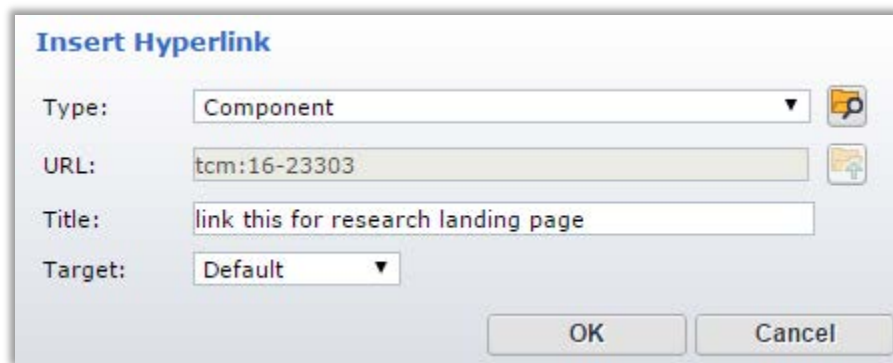 Insert Hyperlink
Type: Component
URL: tcm:16-23303
Title: link this for research landing page
Target: Default
OK Cancel